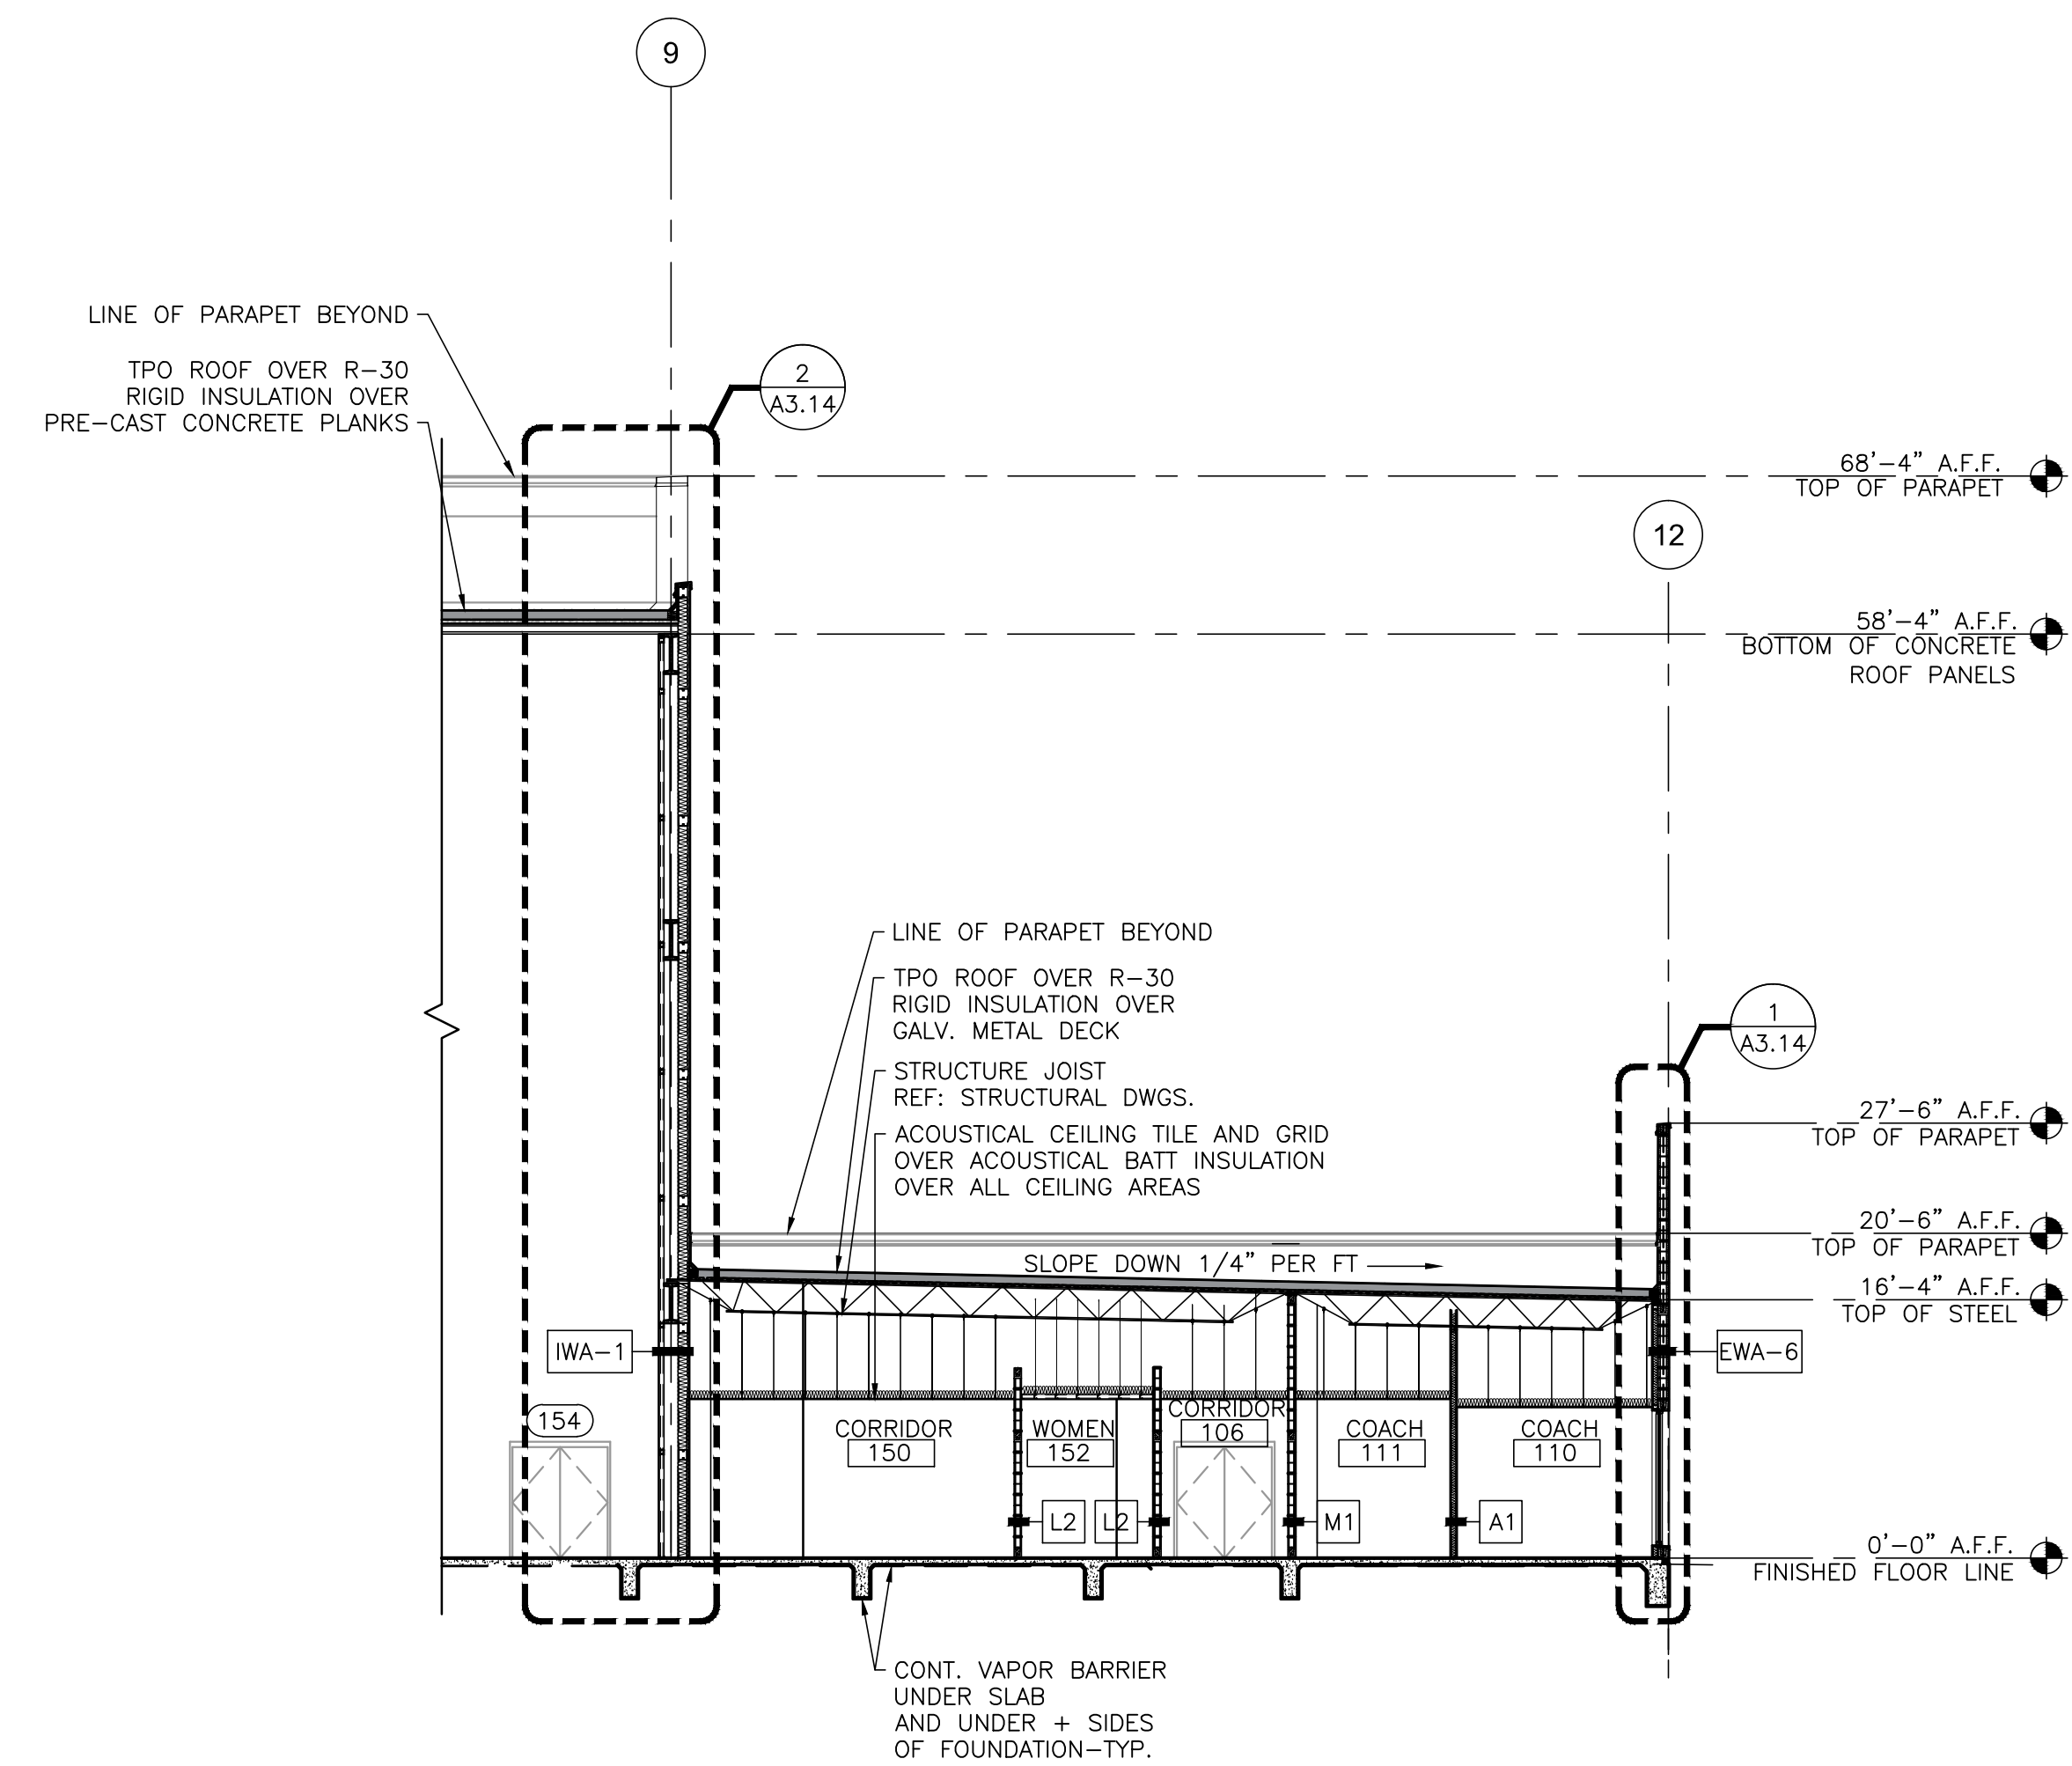 9
LINE OF PARAPET BEYOND
TPO ROOF OVER R-30
RIGID INSULATION OVER
PRE-CAST CONCRETE PLANKS
2
A3.14
68'-4" A.F.F.
TOP OF PARAPET
12
58'-4" A.F.F.
BOTTOM OF CONCRETE
ROOF PANELS
LINE OF PARAPET BEYOND
TPO ROOF OVER R-30
RIGID INSULATION OVER
GALV. METAL DECK
STRUCTURE JOIST
REF: STRUCTURAL DWGS.
ACOUSTICAL CEILING TILE AND GRID
OVER ACOUSTICAL BATT INSULATION
OVER ALL CEILING AREAS
1
A3.14
27'-6" A.F.F.
TOP OF PARAPET
20'-6" A.F.F.
TOP OF PARAPET
SLOPE DOWN 1/4" PER FT
16'-4" A.F.F.
TOP OF STEEL
IWA-1
EWA-6
154
CORRIDOR
150
WOMEN
152
CORRIDOR
106
COACH
111
COACH
110
L2
L2
M1
A1
0'-0" A.F.F.
FINISHED FLOOR LINE
CONT. VAPOR BARRIER
UNDER SLAB
AND UNDER + SIDES
OF FOUNDATION-TYP.